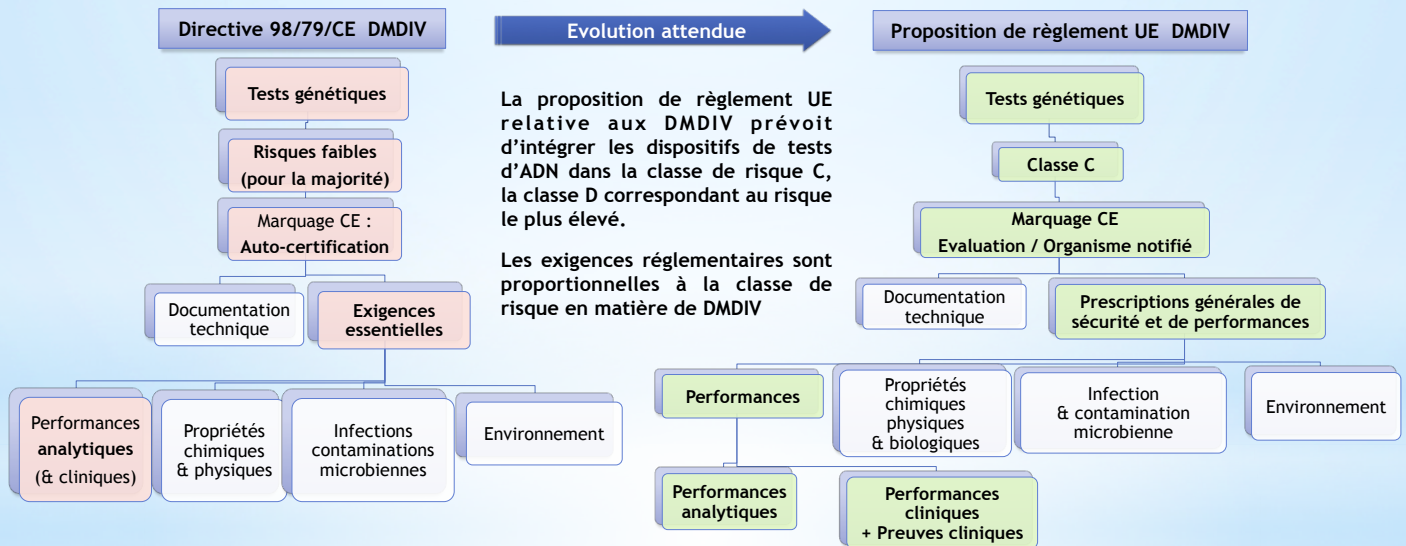 Directive 98/79/CE DMDIV
Evolution attendue
Proposition de règlement UE DMDIV
Tests génétiques
Risques faibles
(pour la majorité)
Marquage CE :
Auto-certification
Documentation
technique
Exigences
essentielles
Performances
analytiques
(& cliniques)
Propriétés
chimiques
& physiques
Infections
contaminations
microbiennes
Environnement
La proposition de règlement UE
relative aux DMDIV prévoit
d'intégrer les dispositifs de tests
d'ADN dans la classe de risque C,
la classe D correspondant au risque
le plus élevé.
Les exigences réglementaires sont
proportionnelles à la classe de
risque en matière de DMDIV
Tests génétiques
Classe C
Marquage CE
Evaluation / Organisme notifié
Documentation
technique
Prescriptions générales de
sécurité et de performances
Performances
Propriétés
chimiques
physiques
& biologiques
Infection
& contamination
microbienne
Environnement
Performances
analytiques
Performances
cliniques
+ Preuves cliniques